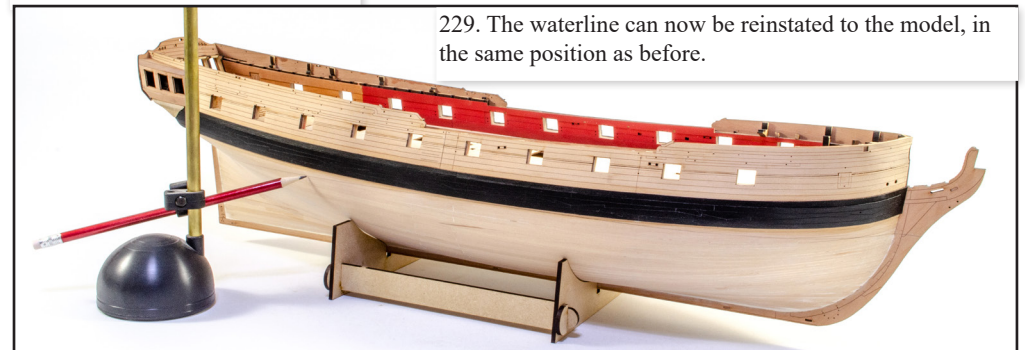 229. The waterline can now be reinstated to the model, in
the same position as before.